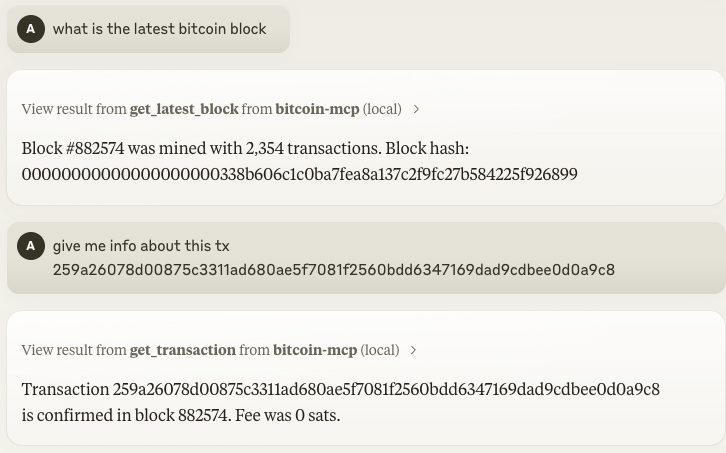 A what is the latest bitcoin block
View result from get_latest_block from bitcoin-mcp (local) >
Block #882574 was mined with 2,354 transactions. Block hash:
00000000000000000000338b606c1c0ba7fea8a137c2f9fc27b584225f926899
A give me info about this tx
259a26078d00875c3311ad680ae5f7081f2560bdd6347169dad9cdbee0d0a9c8
View result from get_transaction from bitcoin-mcp (local) >
Transaction 259a26078d00875c3311ad680ae5f7081f2560bdd6347169dad9cdbee0d0a9c8
is confirmed in block 882574. Fee was 0 sats.